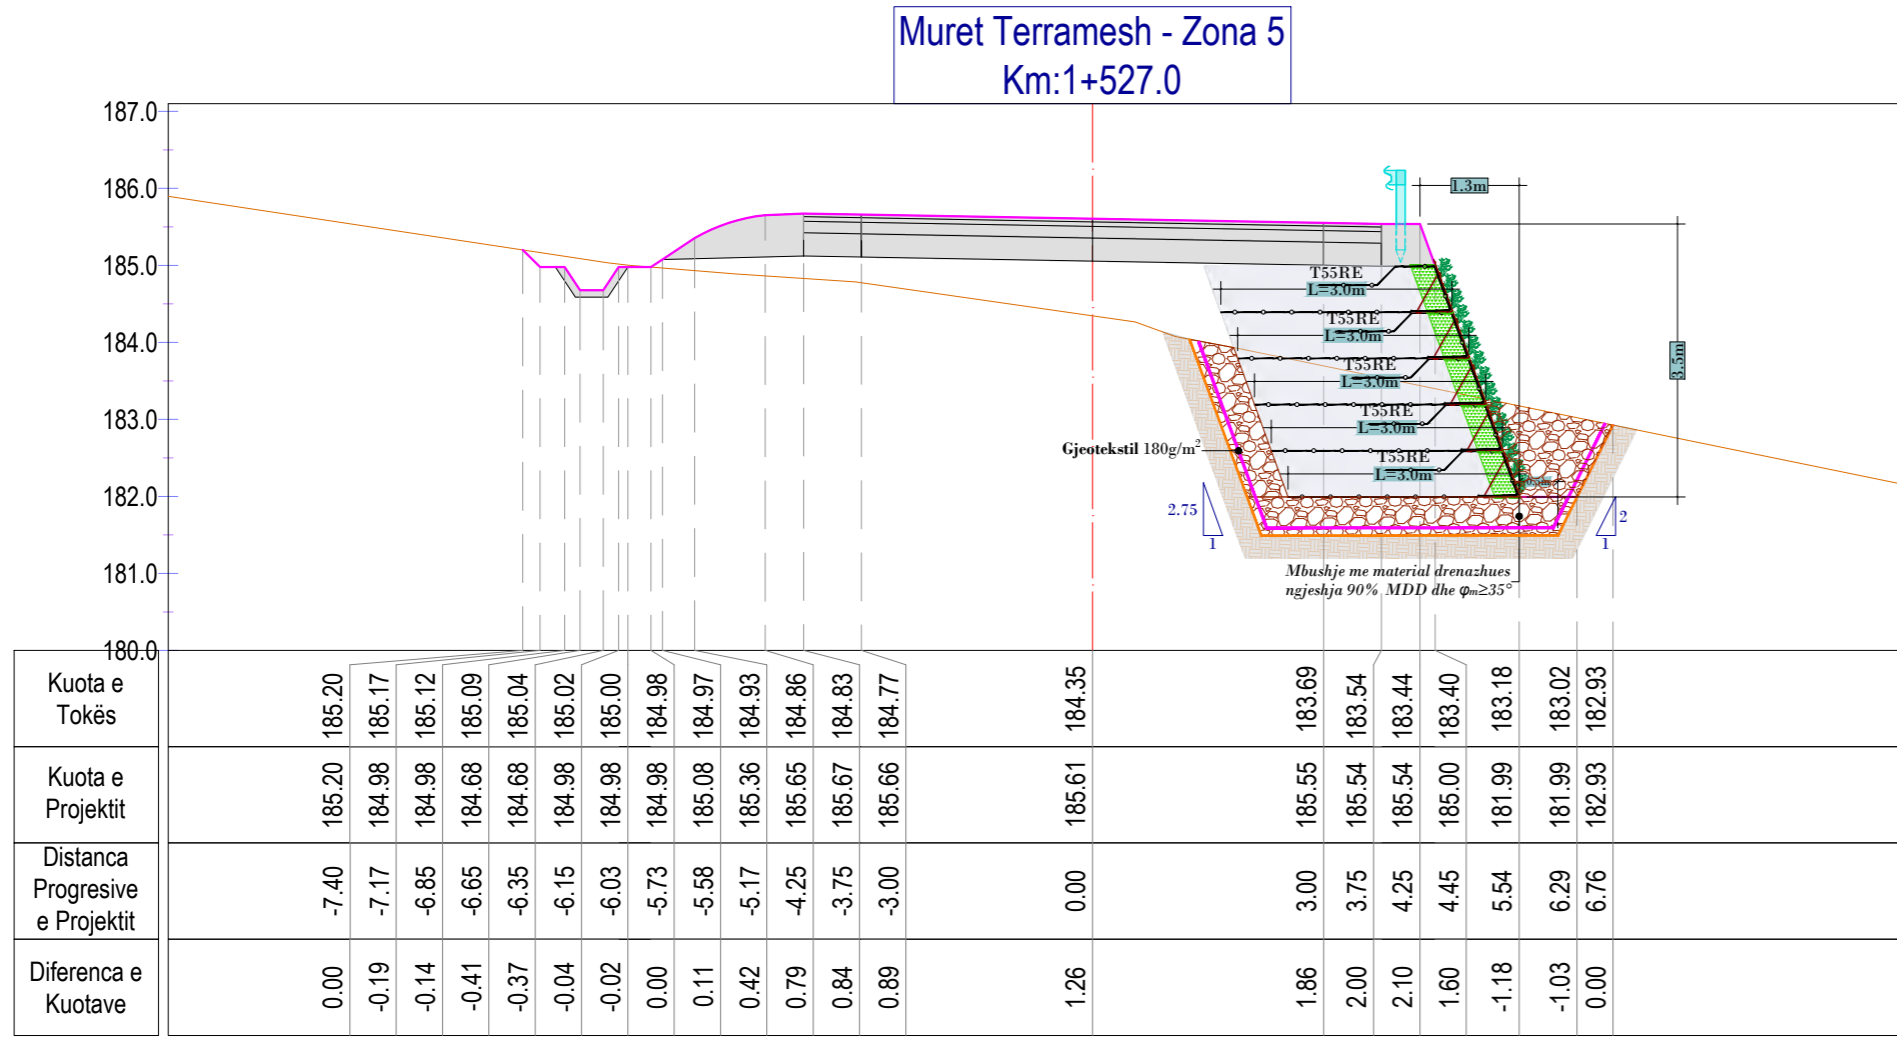 Muret Terramesh - Zona 5
Km:1+527.0
187.0
186.0
185.0
184.0
183.0
182.0
181.0
180.0
1.3m
3.5m
T55RE
L=3.0m
T55RE
L=3.0m
T55RE
L=3.0m
T55RE
L=3.0m
T55RE
L=3.0m
Gjeotekstil 180g/m²
2.75
1
2
1
Mbushje me material drenazhues
ngjeshja 90% MDD dhe φm≥35°
Kuota e
Tokës
185.20 185.17 185.12 185.09 185.04 185.02 185.00 184.98 184.97 184.93 184.86 184.83 184.77 184.35 183.69 183.54 183.44 183.40 183.18 183.02 182.93
Kuota e
Projektit
185.20 184.98 184.98 184.68 184.68 184.98 184.98 184.98 185.08 185.36 185.65 185.67 185.66 185.61 185.55 185.54 185.54 185.00 181.99 181.99 182.93
Distanca
Progresive
e Projektit
-7.40 -7.17 -6.85 -6.65 -6.35 -6.15 -6.03 -5.73 -5.58 -5.17 -4.25 -3.75 -3.00 0.00 3.00 3.75 4.25 4.45 5.54 6.29 6.76
Diferenca e
Kuotave
0.00 -0.19 -0.14 -0.41 -0.37 -0.04 -0.02 0.00 0.11 0.42 0.79 0.84 0.89 1.26 1.86 2.00 2.10 1.60 -1.18 -1.03 0.00